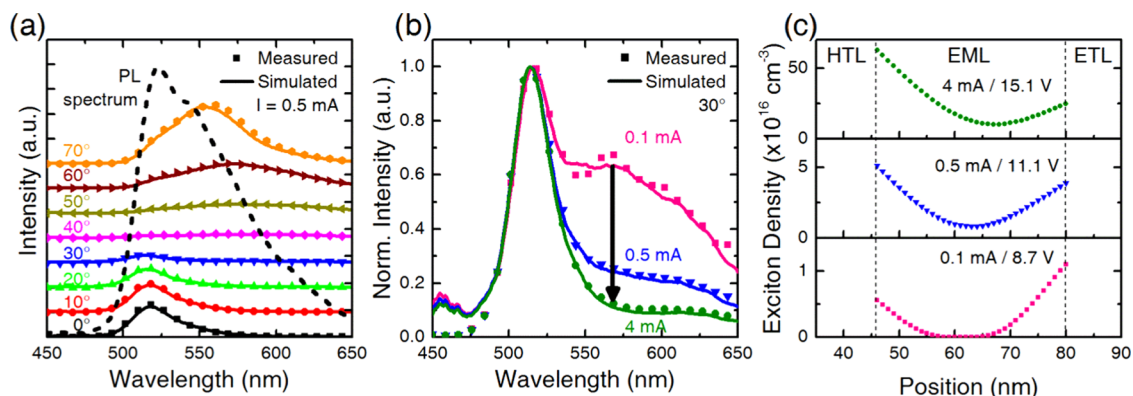 (a)
Intensity (a.u.)
PL
spectrum
Measured
Simulated
I = 0.5 mA
70°
60°
50°
40°
30°
20°
10°
0°
450 500 550 600 650
Wavelength (nm)
(b)
Norm. Intensity (a.u.)
1.0
0.8
0.6
0.4
0.2
0.0
Measured
Simulated
30°
0.1 mA
0.5 mA
4 mA
450 500 550 600 650
Wavelength (nm)
(c)
Exciton Density (x10¹⁶ cm⁻³)
HTL EML ETL
50
4 mA / 15.1 V
0
5
0.5 mA / 11.1 V
0
1
0.1 mA / 8.7 V
0
40 50 60 70 80 90
Position (nm)